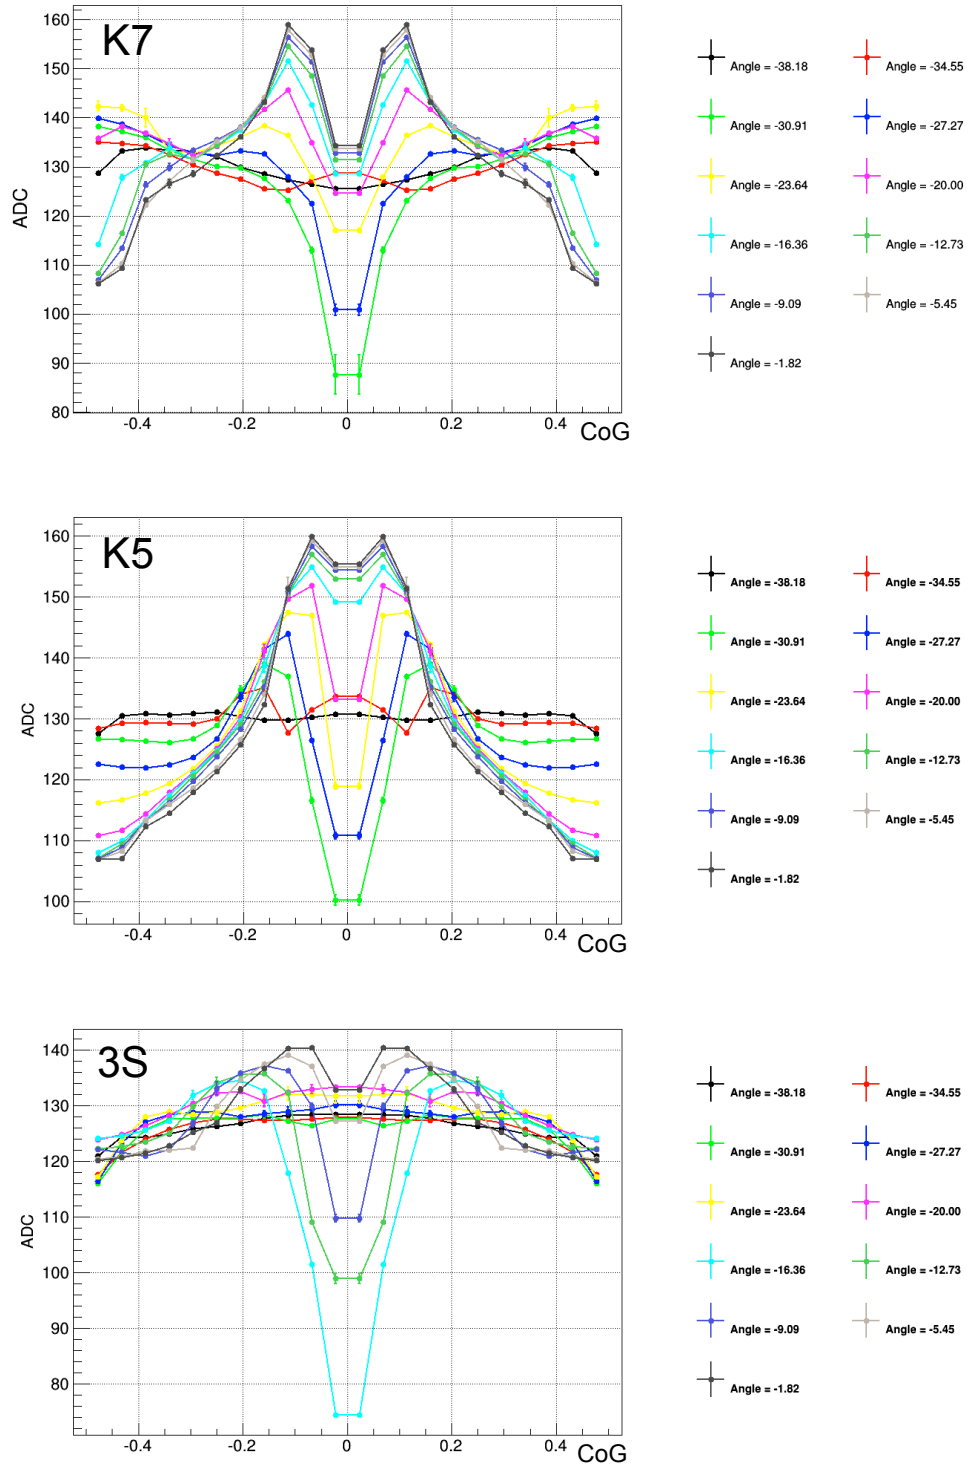 K7
160
150
140
130
120
110
100
90
80
ADC
-0.4 -0.2 0 0.2 0.4
CoG
Angle = -38.18 Angle = -34.55
Angle = -30.91 Angle = -27.27
Angle = -23.64 Angle = -20.00
Angle = -16.36 Angle = -12.73
Angle = -9.09 Angle = -5.45
Angle = -1.82
K5
160
150
140
130
120
110
100
ADC
-0.4 -0.2 0 0.2 0.4
CoG
Angle = -38.18 Angle = -34.55
Angle = -30.91 Angle = -27.27
Angle = -23.64 Angle = -20.00
Angle = -16.36 Angle = -12.73
Angle = -9.09 Angle = -5.45
Angle = -1.82
3S
140
130
120
110
100
90
80
ADC
-0.4 -0.2 0 0.2 0.4
CoG
Angle = -38.18 Angle = -34.55
Angle = -30.91 Angle = -27.27
Angle = -23.64 Angle = -20.00
Angle = -16.36 Angle = -12.73
Angle = -9.09 Angle = -5.45
Angle = -1.82